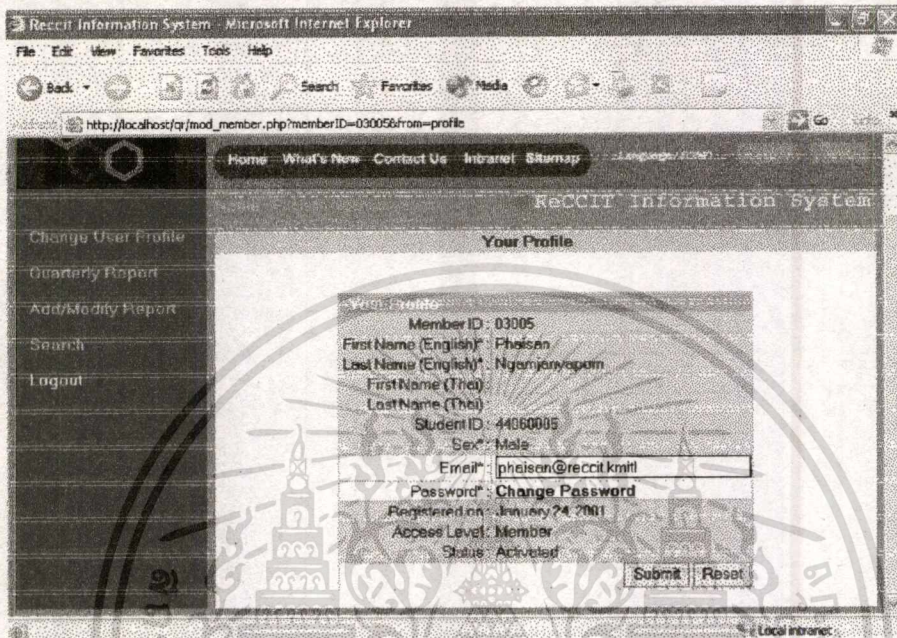 Reccit Information System - Microsoft Internet Explorer
File Edit View Favorites Tools Help
Back Search Favorites Media
http://localhost/qr/mod_member.php?memberID=03005&from=profile Go
Home What's New Contact Us Intranet Sitemap
ReCCIT Information System
Your Profile
Change User Profile
Quarterly Report
Add/Modify Report
Search
Logout
Your Profile
Member ID : 03005
First Name (English)* : Phaisan
Last Name (English)* : Ngamjanyaporn
First Name (Thai) :
Last Name (Thai) :
Student ID : 44060005
Sex* : Male
Email* : phaisan@reccit.kmitl
Password* : Change Password
Registered on : January 24, 2001
Access Level : Member
Status : Activated
Submit Reset
Local intranet